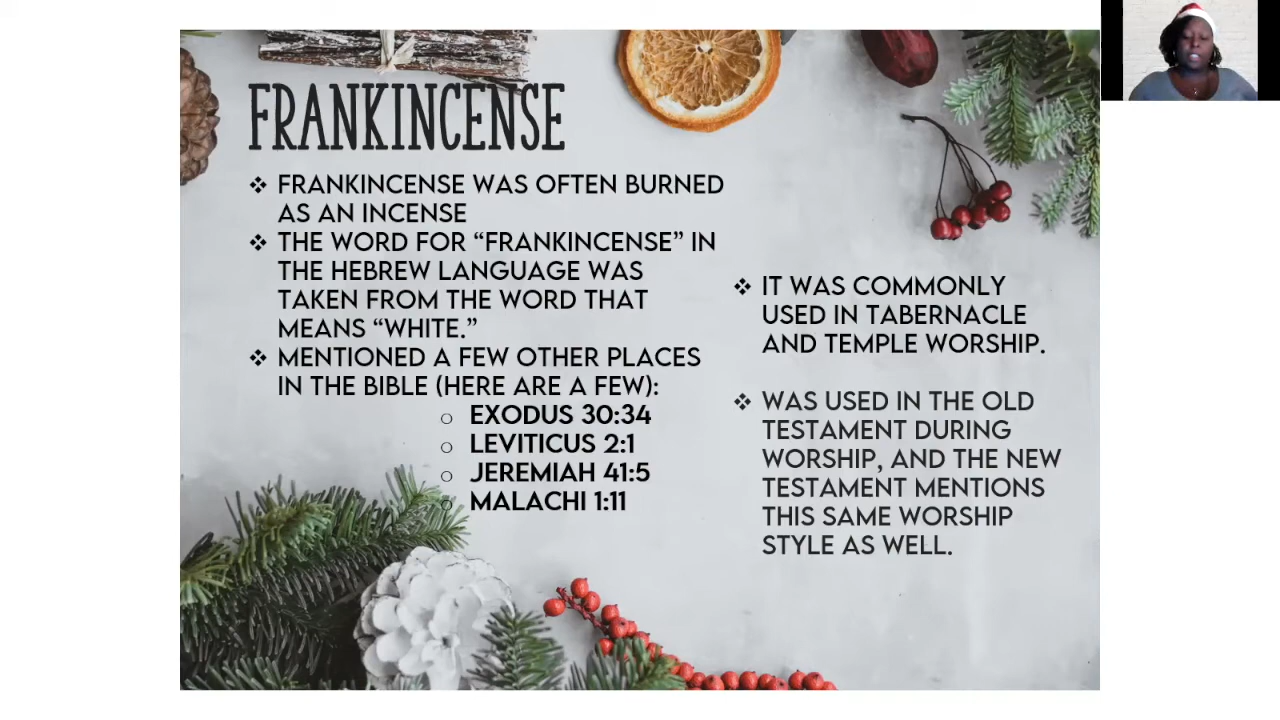 FRANKINCENSE
❖ FRANKINCENSE WAS OFTEN BURNED
AS AN INCENSE
❖ THE WORD FOR “FRANKINCENSE” IN
THE HEBREW LANGUAGE WAS
TAKEN FROM THE WORD THAT
MEANS “WHITE.”
❖ MENTIONED A FEW OTHER PLACES
IN THE BIBLE (HERE ARE A FEW):
○ EXODUS 30:34
○ LEVITICUS 2:1
○ JEREMIAH 41:5
○ MALACHI 1:11
❖ IT WAS COMMONLY
USED IN TABERNACLE
AND TEMPLE WORSHIP.
❖ WAS USED IN THE OLD
TESTAMENT DURING
WORSHIP, AND THE NEW
TESTAMENT MENTIONS
THIS SAME WORSHIP
STYLE AS WELL.